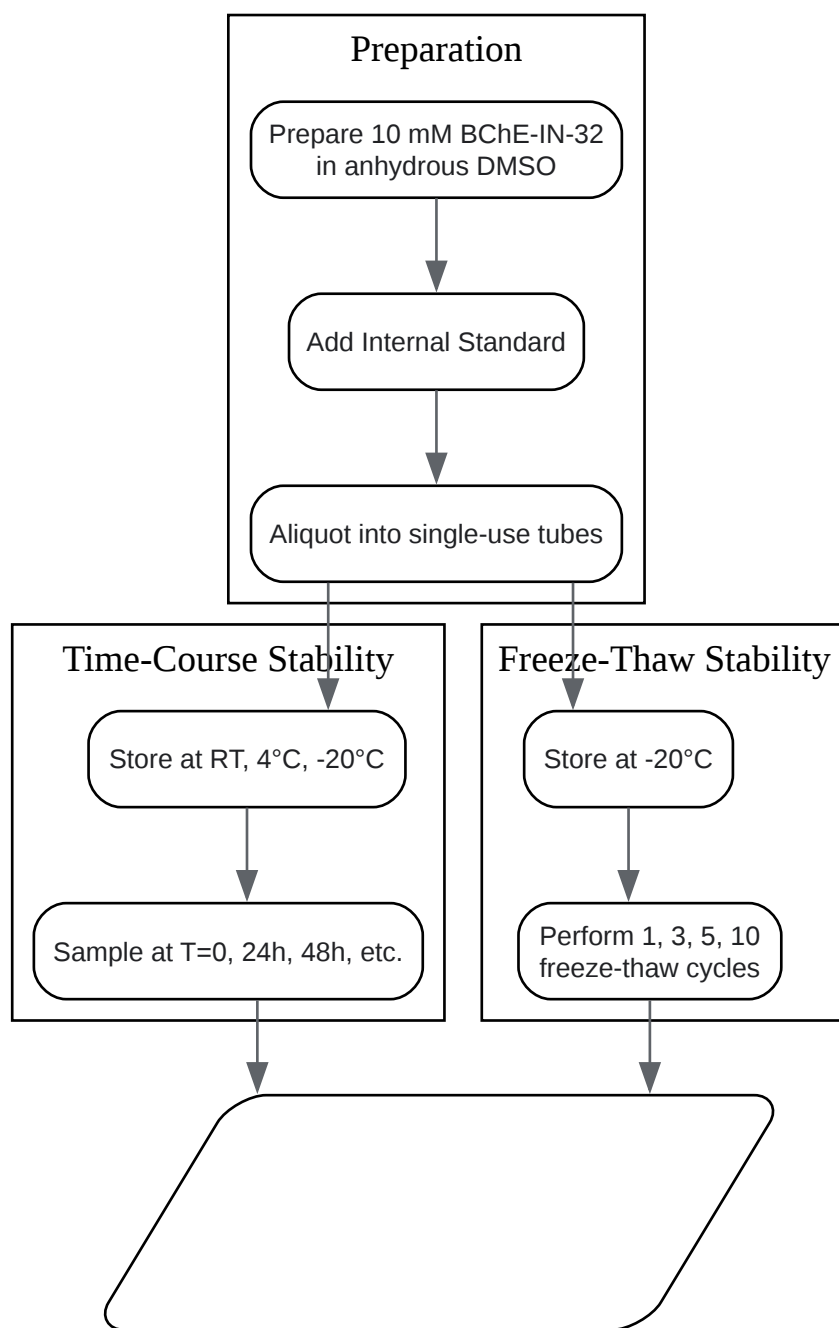 Preparation
Prepare 10 mM BChE-IN-32
in anhydrous DMSO
Add Internal Standard
Aliquot into single-use tubes
Time-Course Stability
Store at RT, 4°C, -20°C
Sample at T=0, 24h, 48h, etc.
Freeze-Thaw Stability
Store at -20°C
Perform 1, 3, 5, 10
freeze-thaw cycles